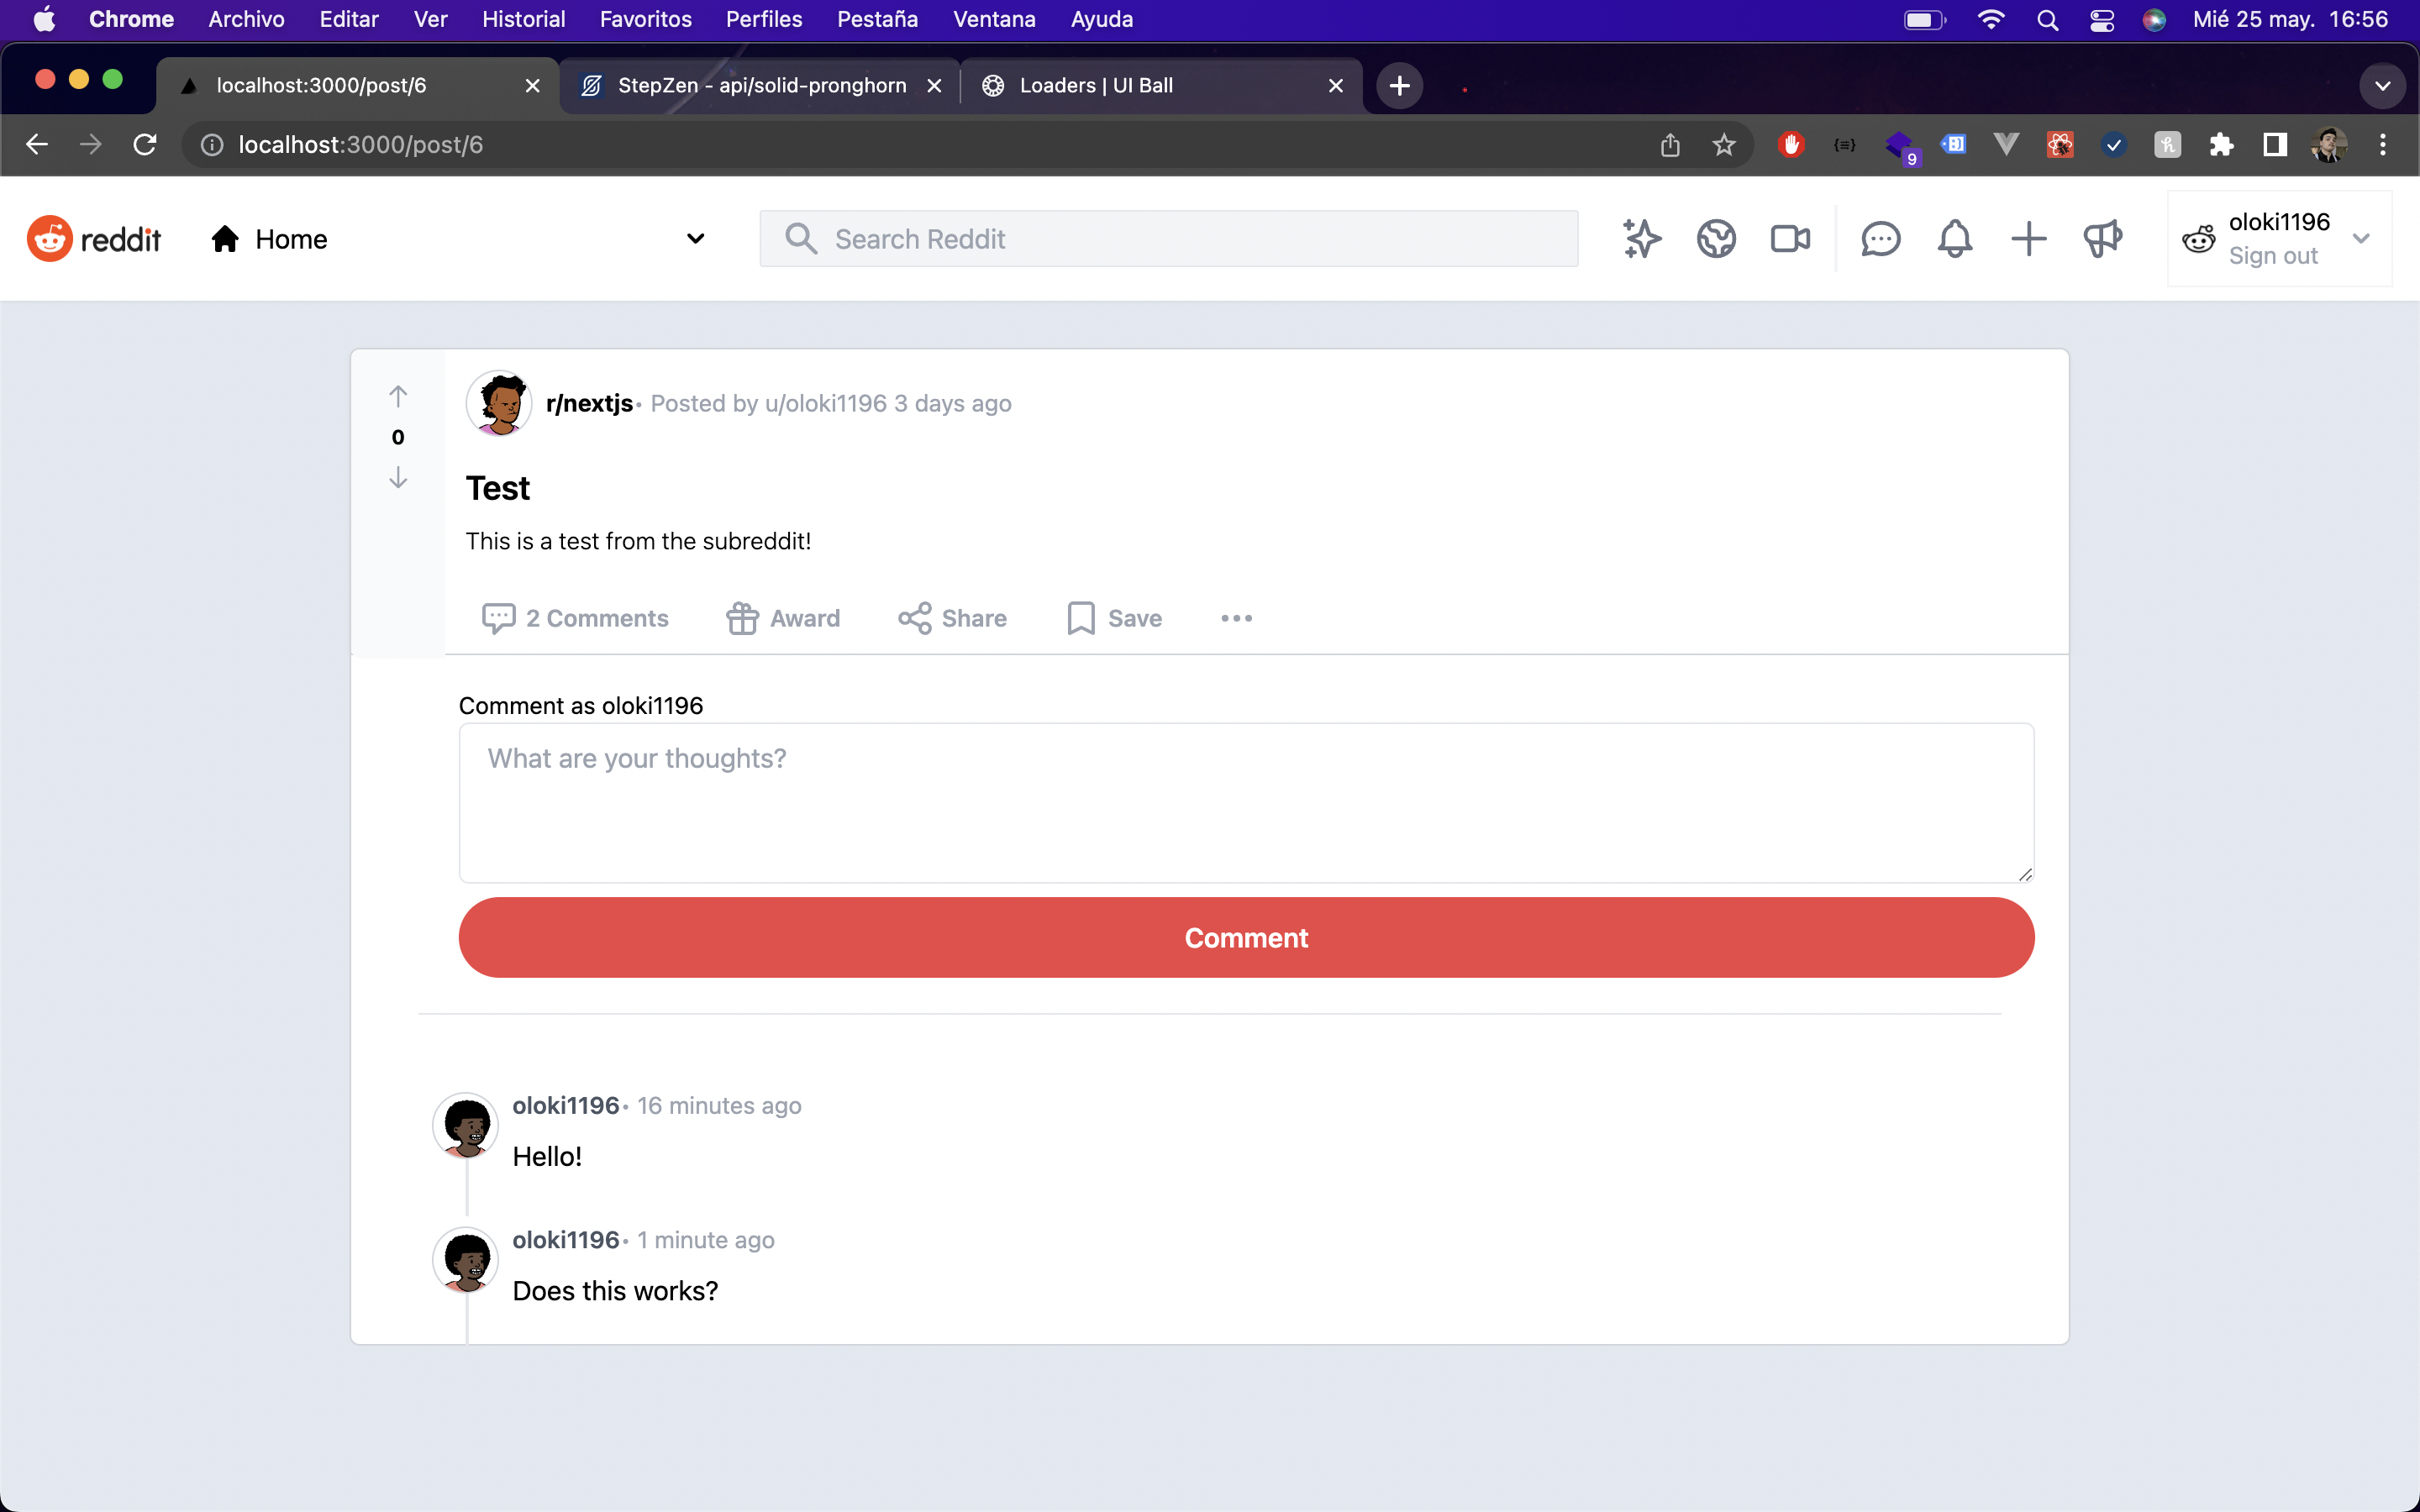 Chrome Archivo Editar Ver Historial Favoritos Perfiles Pestaña Ventana Ayuda Mié 25 may. 16:56
localhost:3000/post/6 StepZen - api/solid-pronghorn Loaders | UI Ball
localhost:3000/post/6 {≡} 9
reddit Home Search Reddit oloki1196
Sign out
r/nextjs• Posted by u/oloki1196 3 days ago
0
Test
This is a test from the subreddit!
2 Comments Award Share Save
Comment as oloki1196
What are your thoughts?
Comment
oloki1196• 16 minutes ago
Hello!
oloki1196• 1 minute ago
Does this works?